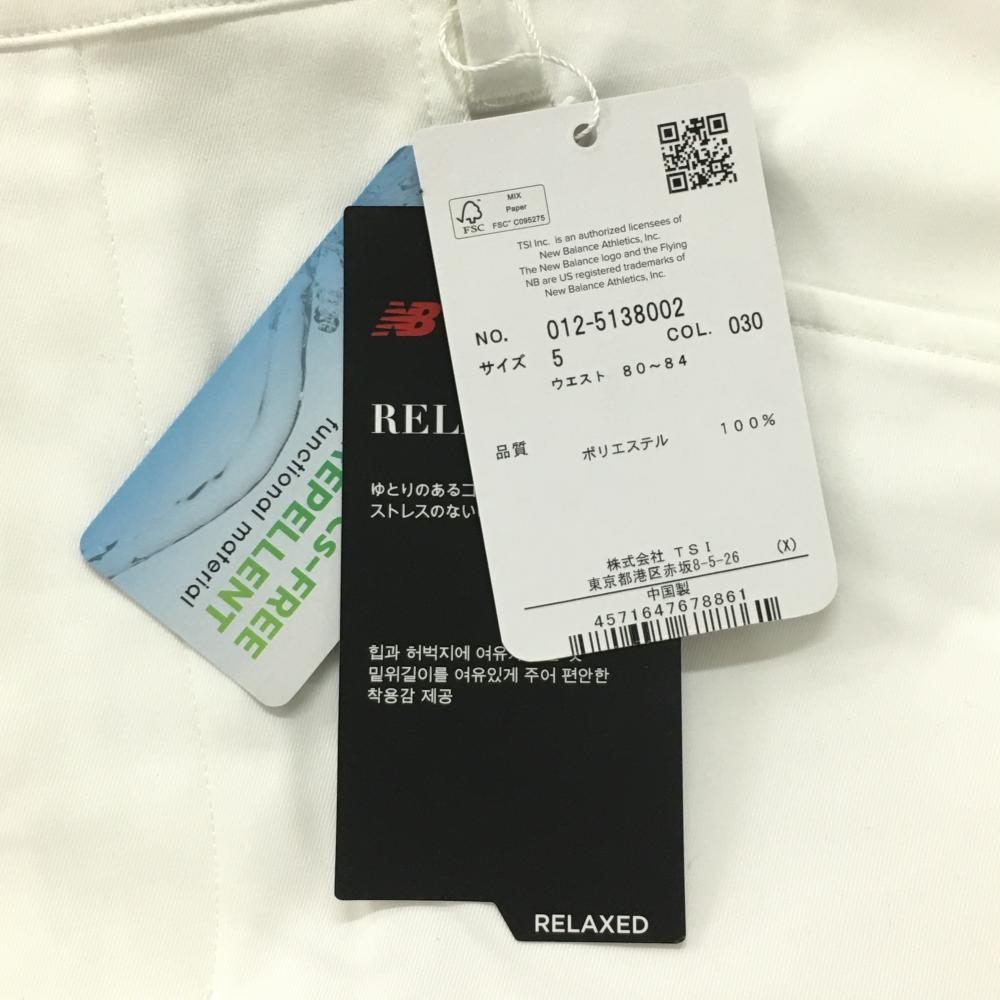 MIX
Paper
FSC
FSC® C095275
TSI Inc. is an authorized licensees of
New Balance Athletics, Inc.
The New Balance logo and the Flying
NB are US registered trademarks of
New Balance Athletics, Inc.
NO. 012-5138002
COL. 030
サイズ 5
ウエスト 80～84
品質 ポリエステル 100%
株式会社 TSI
東京都港区赤坂8-5-26 (X)
中国製
4571647678861
NB
REL
ゆとりのある
ストレスのない
힙과 허벅지에
밑위길이를 여유있게 주어 편안한
착용감 제공
RELAXED
-FREE
REPELLENT
functional material